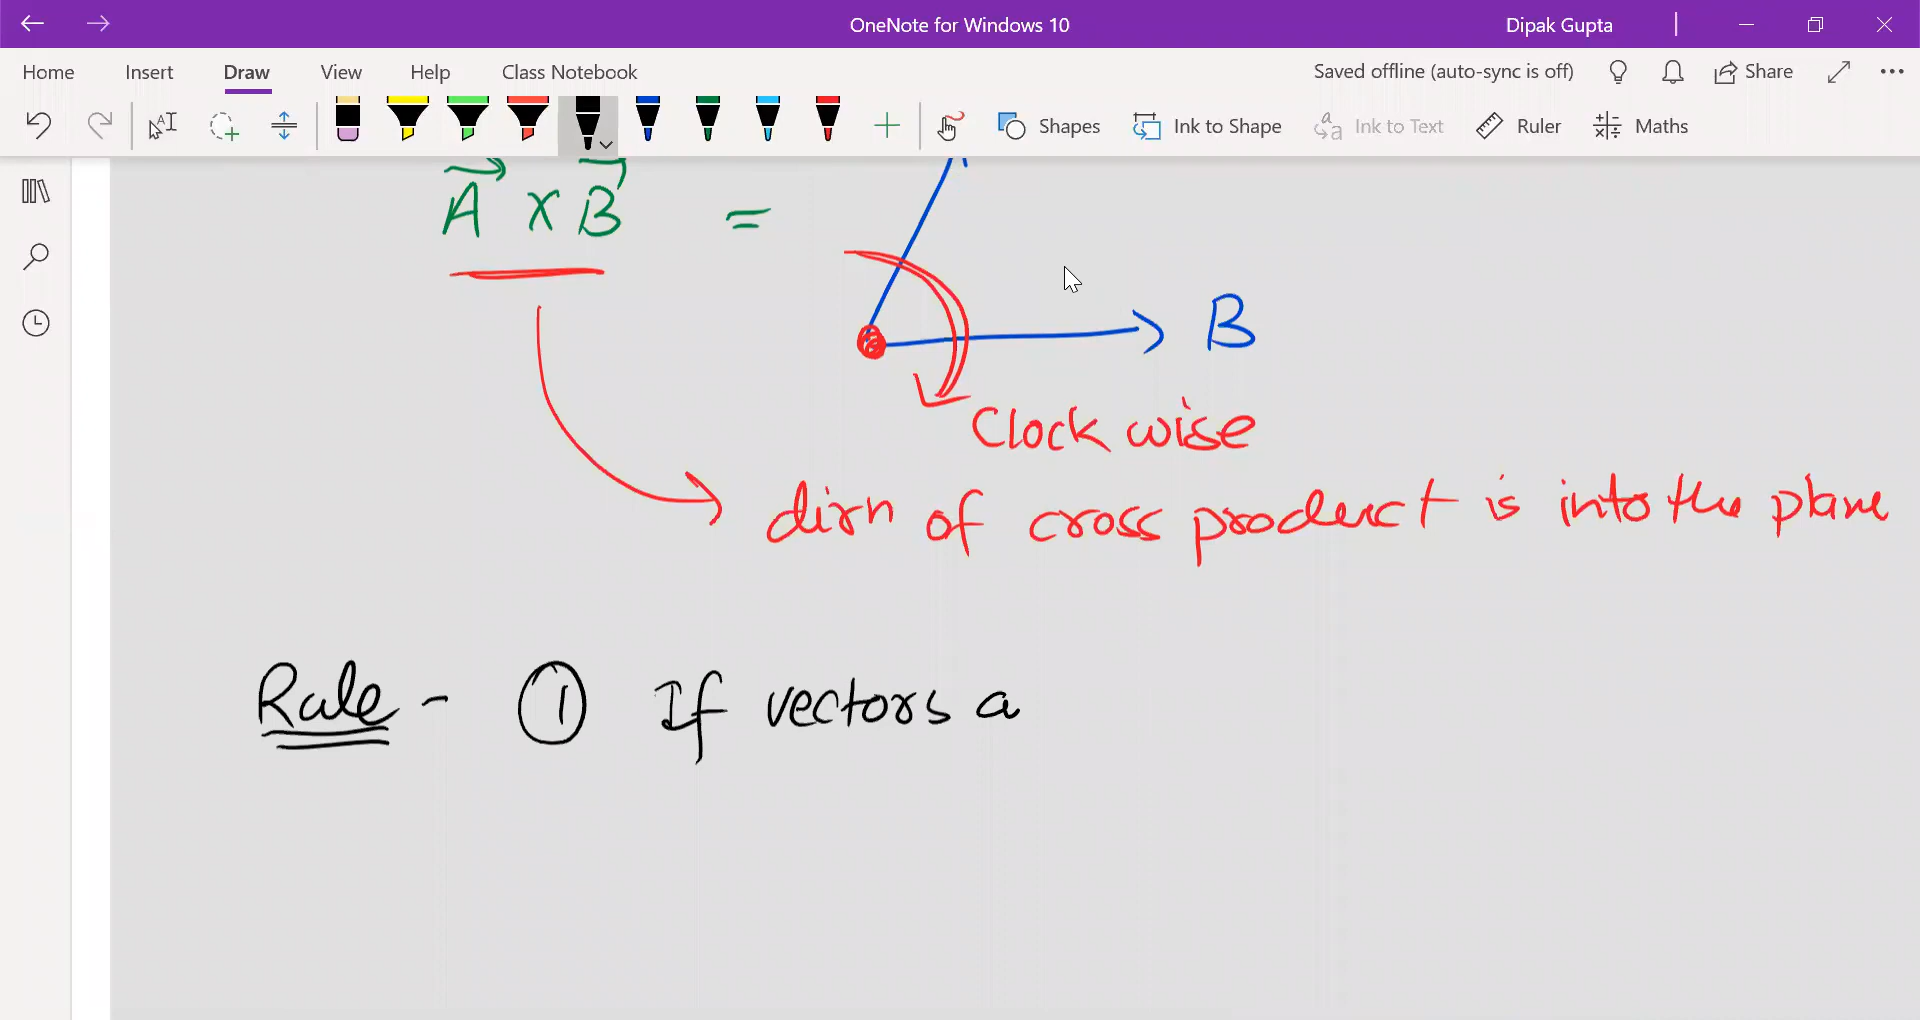 OneNote for Windows 10
Dipak Gupta
Home Insert Draw View Help Class Notebook
Saved offline (auto-sync is off) Share
Shapes Ink to Shape Ink to Text Ruler Maths
A × B =
B
Clock wise
dirn of cross product is into the plane
Rule - ① If vectors a